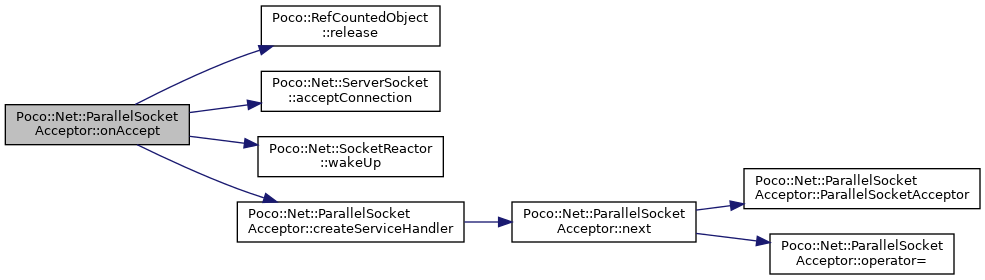 Poco::RefCountedObject
::release
Poco::Net::ServerSocket
::acceptConnection
Poco::Net::ParallelSocket
Acceptor::onAccept
Poco::Net::SocketReactor
::wakeUp
Poco::Net::ParallelSocket
Acceptor::createServiceHandler
Poco::Net::ParallelSocket
Acceptor::next
Poco::Net::ParallelSocket
Acceptor::ParallelSocketAcceptor
Poco::Net::ParallelSocket
Acceptor::operator=